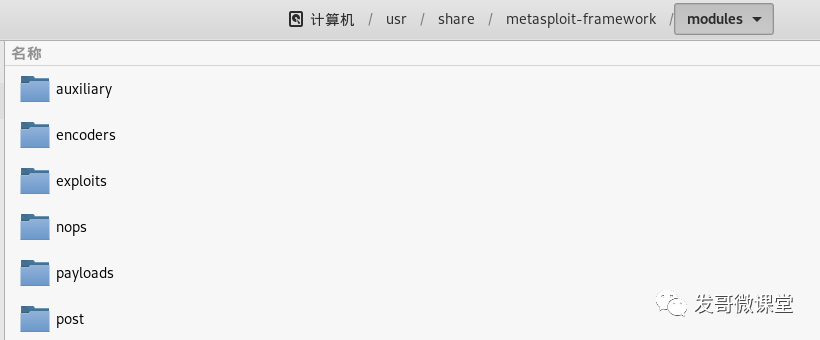 计算机 / usr / share / metasploit-framework / modules
名称
auxiliary
encoders
exploits
nops
payloads
post
发哥微课堂